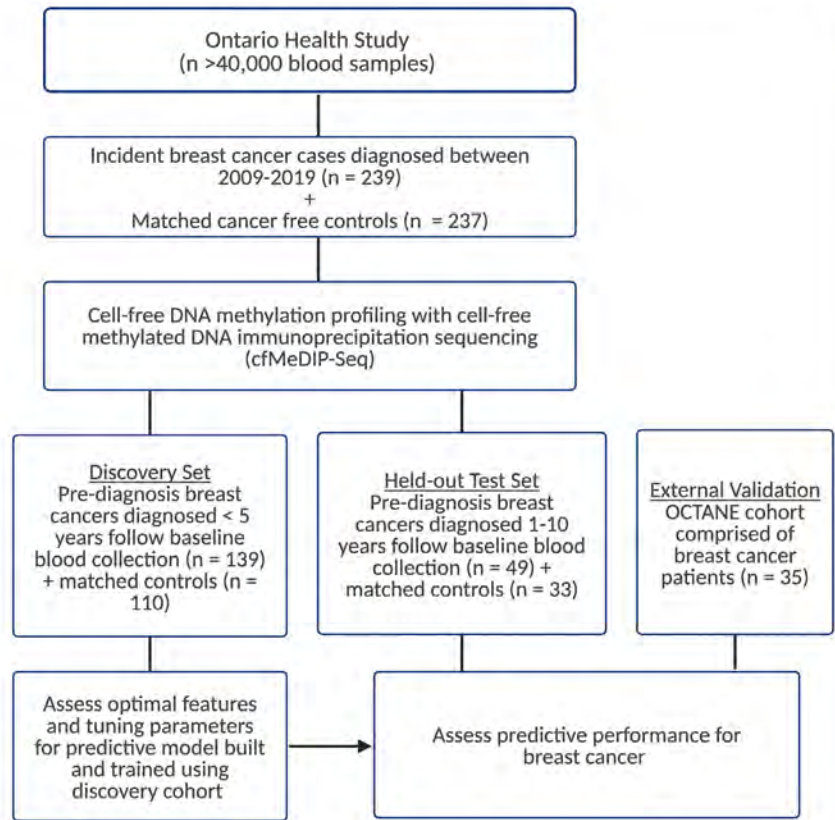 Ontario Health Study
(n >40,000 blood samples)
Incident breast cancer cases diagnosed between
2009-2019 (n = 239)
+
Matched cancer free controls (n = 237)
Cell-free DNA methylation profiling with cell-free
methylated DNA immunoprecipitation sequencing
(cfMeDIP-Seq)
Discovery Set
Pre-diagnosis breast
cancers diagnosed < 5
years follow baseline
blood collection (n = 139)
+ matched controls (n =
110)
Held-out Test Set
Pre-diagnosis breast
cancers diagnosed 1-10
years follow baseline blood
collection (n = 49) +
matched controls (n = 33)
External Validation
OCTANE cohort
comprised of
breast cancer
patients (n = 35)
Assess optimal features
and tuning parameters
for predictive model built
and trained using
discovery cohort
Assess predictive performance for
breast cancer